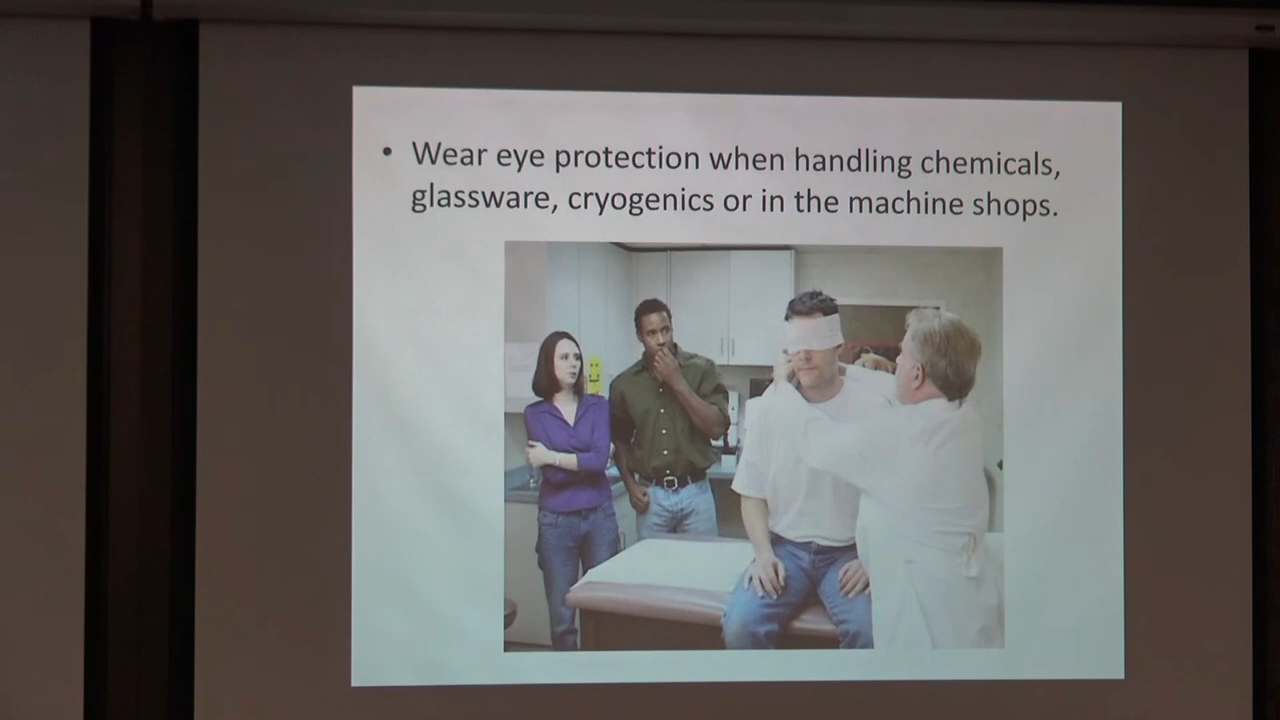 • Wear eye protection when handling chemicals,
glassware, cryogenics or in the machine shops.